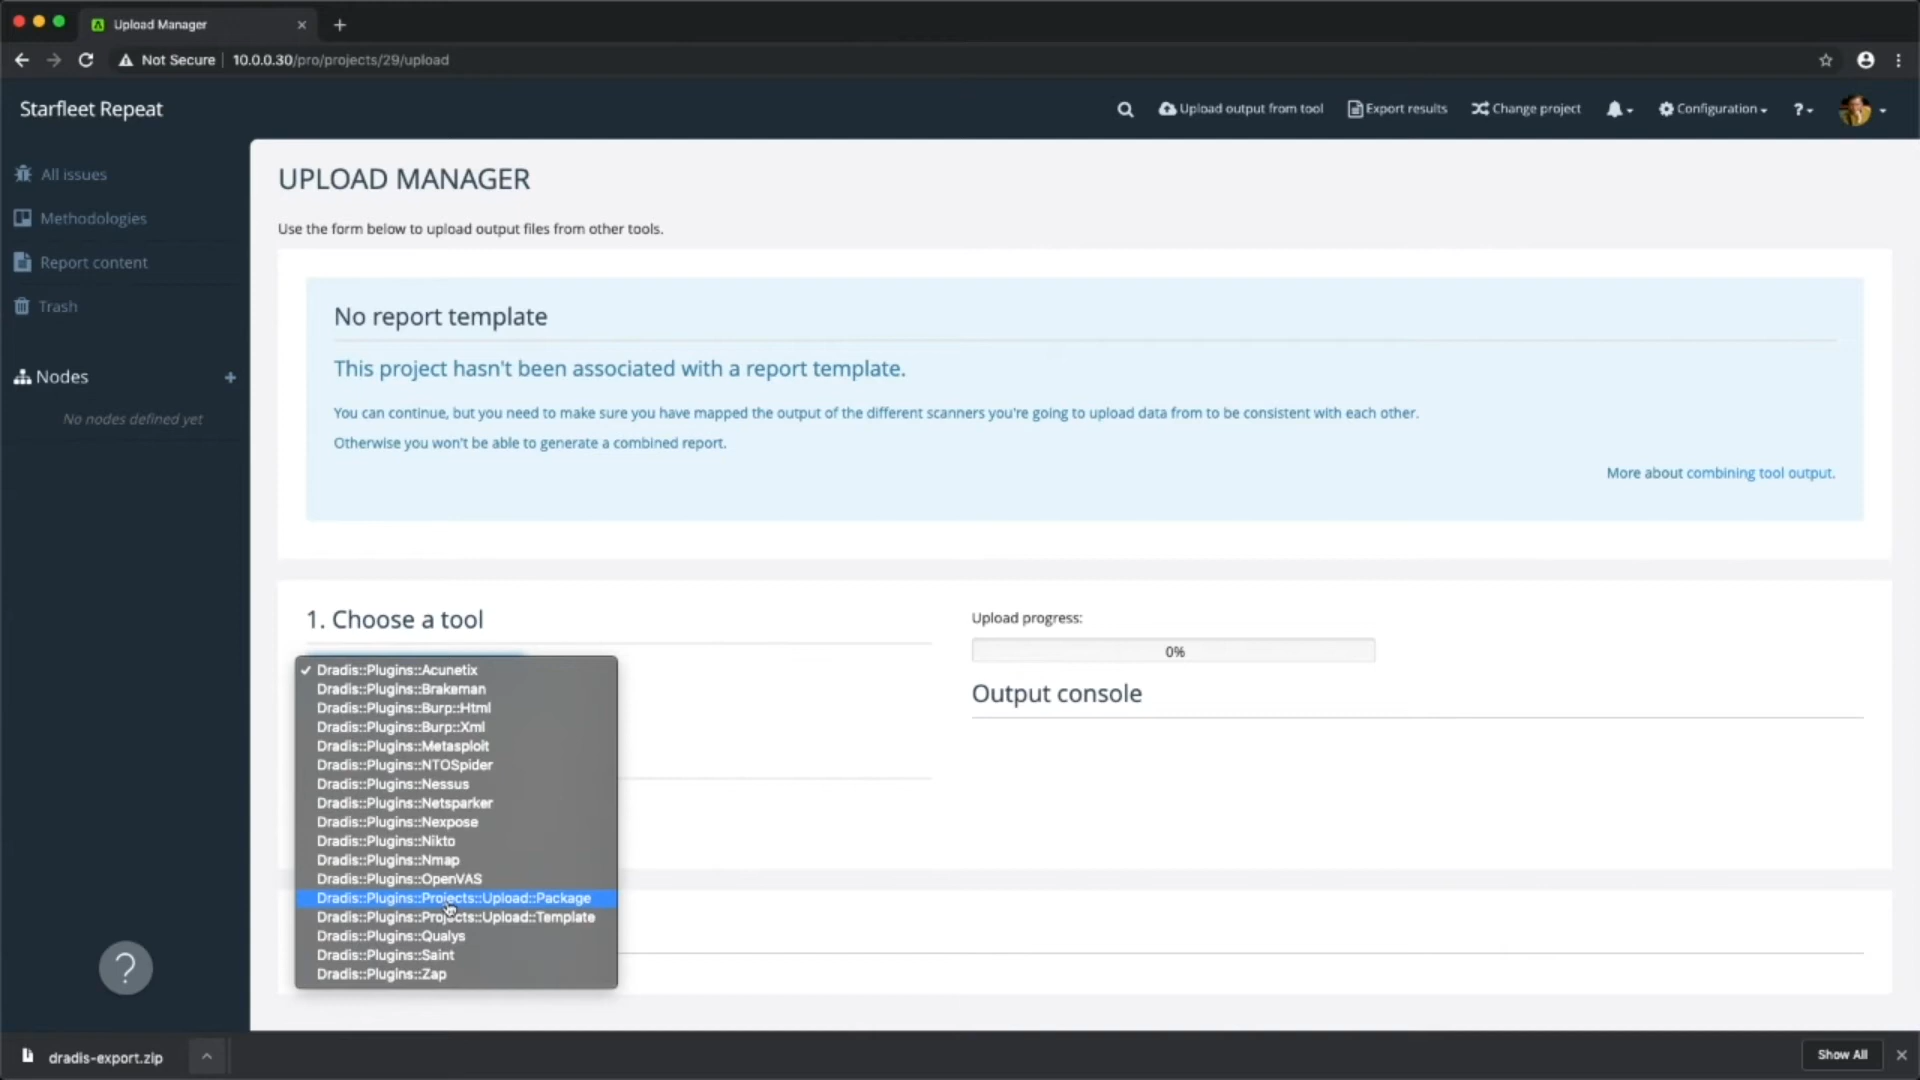 Upload Manager
Not Secure
10.0.0.30/pro/projects/29/upload
Starfleet Repeat
Upload output from tool
Export results
Change project
Configuration
?
All issues
Methodologies
Report content
Trash
Nodes
+
No nodes defined yet
UPLOAD MANAGER
Use the form below to upload output files from other tools.
No report template
This project hasn't been associated with a report template.
You can continue, but you need to make sure you have mapped the output of the different scanners you're going to upload data from to be consistent with each other.
Otherwise you won't be able to generate a combined report.
More about combining tool output.
1. Choose a tool
✓ Dradis::Plugins::Acunetix
Dradis::Plugins::Brakeman
Dradis::Plugins::Burp::Html
Dradis::Plugins::Burp::Xml
Dradis::Plugins::Metasploit
Dradis::Plugins::NTOSpider
Dradis::Plugins::Nessus
Dradis::Plugins::Netsparker
Dradis::Plugins::Nexpose
Dradis::Plugins::Nikto
Dradis::Plugins::Nmap
Dradis::Plugins::OpenVAS
Dradis::Plugins::Projects::Upload::Package
Dradis::Plugins::Projects::Upload::Template
Dradis::Plugins::Qualys
Dradis::Plugins::Saint
Dradis::Plugins::Zap
Upload progress:
0%
Output console
?
dradis-export.zip
Show All